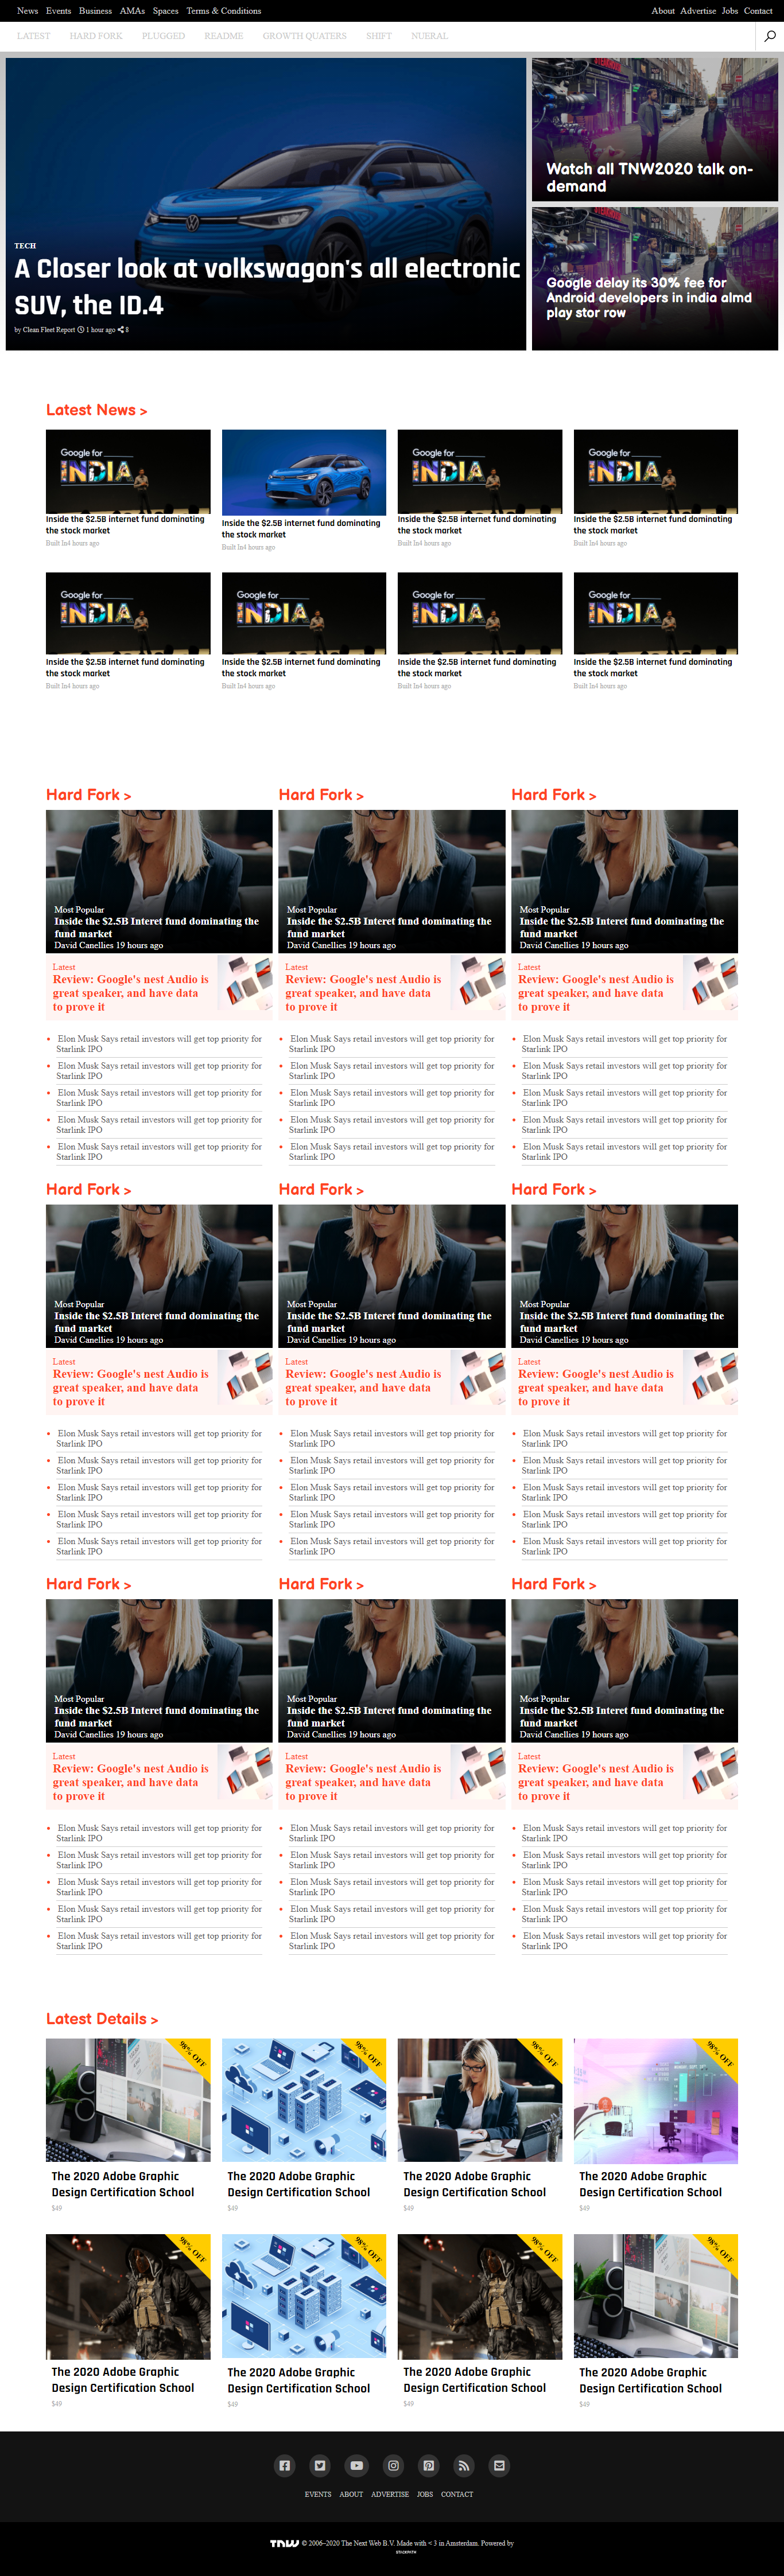 News Events Business AMAs Spaces Terms & Conditions About Advertise Jobs Contact
LATEST HARD FORK PLUGGED README GROWTH QUATERS SHIFT NUERAL
TECH
A Closer look at volkswagon's all electronic
SUV, the ID.4
by Clean Fleet Report 1 hour ago 8
Watch all TNW2020 talk on-
demand
Google delay its 30% fee for
Android developers in india almd
play stor row
Latest News >
Google for
INDIA
Inside the $2.5B internet fund dominating
the stock market
Built In4 hours ago
Inside the $2.5B internet fund dominating
the stock market
Built In4 hours ago
Google for
INDIA
Inside the $2.5B internet fund dominating
the stock market
Built In4 hours ago
Google for
INDIA
Inside the $2.5B internet fund dominating
the stock market
Built In4 hours ago
Google for
INDIA
Inside the $2.5B internet fund dominating
the stock market
Built In4 hours ago
Google for
INDIA
Inside the $2.5B internet fund dominating
the stock market
Built In4 hours ago
Google for
INDIA
Inside the $2.5B internet fund dominating
the stock market
Built In4 hours ago
Google for
INDIA
Inside the $2.5B internet fund dominating
the stock market
Built In4 hours ago
Hard Fork >
Most Popular
Inside the $2.5B Interet fund dominating the
fund market
David Canellies 19 hours ago
Latest
Review: Google's nest Audio is
great speaker, and have data
to prove it
Elon Musk Says retail investors will get top priority for
Starlink IPO
Elon Musk Says retail investors will get top priority for
Starlink IPO
Elon Musk Says retail investors will get top priority for
Starlink IPO
Elon Musk Says retail investors will get top priority for
Starlink IPO
Elon Musk Says retail investors will get top priority for
Starlink IPO
Hard Fork >
Most Popular
Inside the $2.5B Interet fund dominating the
fund market
David Canellies 19 hours ago
Latest
Review: Google's nest Audio is
great speaker, and have data
to prove it
Elon Musk Says retail investors will get top priority for
Starlink IPO
Elon Musk Says retail investors will get top priority for
Starlink IPO
Elon Musk Says retail investors will get top priority for
Starlink IPO
Elon Musk Says retail investors will get top priority for
Starlink IPO
Elon Musk Says retail investors will get top priority for
Starlink IPO
Hard Fork >
Most Popular
Inside the $2.5B Interet fund dominating the
fund market
David Canellies 19 hours ago
Latest
Review: Google's nest Audio is
great speaker, and have data
to prove it
Elon Musk Says retail investors will get top priority for
Starlink IPO
Elon Musk Says retail investors will get top priority for
Starlink IPO
Elon Musk Says retail investors will get top priority for
Starlink IPO
Elon Musk Says retail investors will get top priority for
Starlink IPO
Elon Musk Says retail investors will get top priority for
Starlink IPO
Hard Fork >
Most Popular
Inside the $2.5B Interet fund dominating the
fund market
David Canellies 19 hours ago
Latest
Review: Google's nest Audio is
great speaker, and have data
to prove it
Elon Musk Says retail investors will get top priority for
Starlink IPO
Elon Musk Says retail investors will get top priority for
Starlink IPO
Elon Musk Says retail investors will get top priority for
Starlink IPO
Elon Musk Says retail investors will get top priority for
Starlink IPO
Elon Musk Says retail investors will get top priority for
Starlink IPO
Hard Fork >
Most Popular
Inside the $2.5B Interet fund dominating the
fund market
David Canellies 19 hours ago
Latest
Review: Google's nest Audio is
great speaker, and have data
to prove it
Elon Musk Says retail investors will get top priority for
Starlink IPO
Elon Musk Says retail investors will get top priority for
Starlink IPO
Elon Musk Says retail investors will get top priority for
Starlink IPO
Elon Musk Says retail investors will get top priority for
Starlink IPO
Elon Musk Says retail investors will get top priority for
Starlink IPO
Hard Fork >
Most Popular
Inside the $2.5B Interet fund dominating the
fund market
David Canellies 19 hours ago
Latest
Review: Google's nest Audio is
great speaker, and have data
to prove it
Elon Musk Says retail investors will get top priority for
Starlink IPO
Elon Musk Says retail investors will get top priority for
Starlink IPO
Elon Musk Says retail investors will get top priority for
Starlink IPO
Elon Musk Says retail investors will get top priority for
Starlink IPO
Elon Musk Says retail investors will get top priority for
Starlink IPO
Hard Fork >
Most Popular
Inside the $2.5B Interet fund dominating the
fund market
David Canellies 19 hours ago
Latest
Review: Google's nest Audio is
great speaker, and have data
to prove it
Elon Musk Says retail investors will get top priority for
Starlink IPO
Elon Musk Says retail investors will get top priority for
Starlink IPO
Elon Musk Says retail investors will get top priority for
Starlink IPO
Elon Musk Says retail investors will get top priority for
Starlink IPO
Elon Musk Says retail investors will get top priority for
Starlink IPO
Hard Fork >
Most Popular
Inside the $2.5B Interet fund dominating the
fund market
David Canellies 19 hours ago
Latest
Review: Google's nest Audio is
great speaker, and have data
to prove it
Elon Musk Says retail investors will get top priority for
Starlink IPO
Elon Musk Says retail investors will get top priority for
Starlink IPO
Elon Musk Says retail investors will get top priority for
Starlink IPO
Elon Musk Says retail investors will get top priority for
Starlink IPO
Elon Musk Says retail investors will get top priority for
Starlink IPO
Hard Fork >
Most Popular
Inside the $2.5B Interet fund dominating the
fund market
David Canellies 19 hours ago
Latest
Review: Google's nest Audio is
great speaker, and have data
to prove it
Elon Musk Says retail investors will get top priority for
Starlink IPO
Elon Musk Says retail investors will get top priority for
Starlink IPO
Elon Musk Says retail investors will get top priority for
Starlink IPO
Elon Musk Says retail investors will get top priority for
Starlink IPO
Elon Musk Says retail investors will get top priority for
Starlink IPO
Latest Details >
98% OFF
The 2020 Adobe Graphic
Design Certification School
$49
98% OFF
The 2020 Adobe Graphic
Design Certification School
$49
98% OFF
The 2020 Adobe Graphic
Design Certification School
$49
98% OFF
The 2020 Adobe Graphic
Design Certification School
$49
98% OFF
The 2020 Adobe Graphic
Design Certification School
$49
98% OFF
The 2020 Adobe Graphic
Design Certification School
$49
98% OFF
The 2020 Adobe Graphic
Design Certification School
$49
98% OFF
The 2020 Adobe Graphic
Design Certification School
$49
EVENTS ABOUT ADVERTISE JOBS CONTACT
TNW © 2006–2020 The Next Web B.V. Made with < 3 in Amsterdam. Powered by
STACKPATH